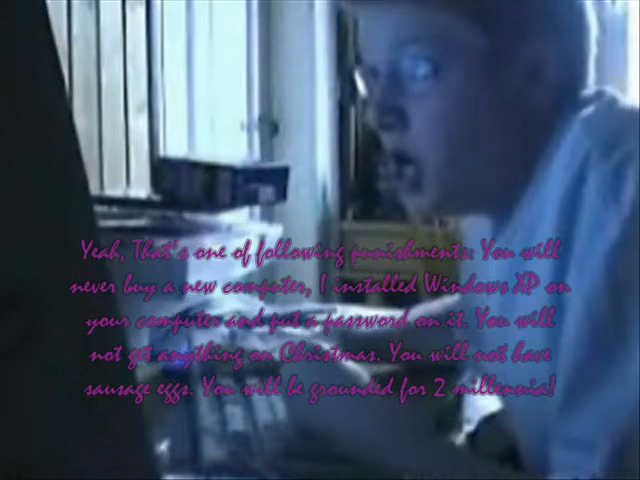 Yeah, That's one of following punishments: You will
never buy a new computer, I installed Windows XP on
your computer and put a password on it. You will
not get anything on Christmas. You will not have
sausage eggs. You will be grounded for 2 millennia!